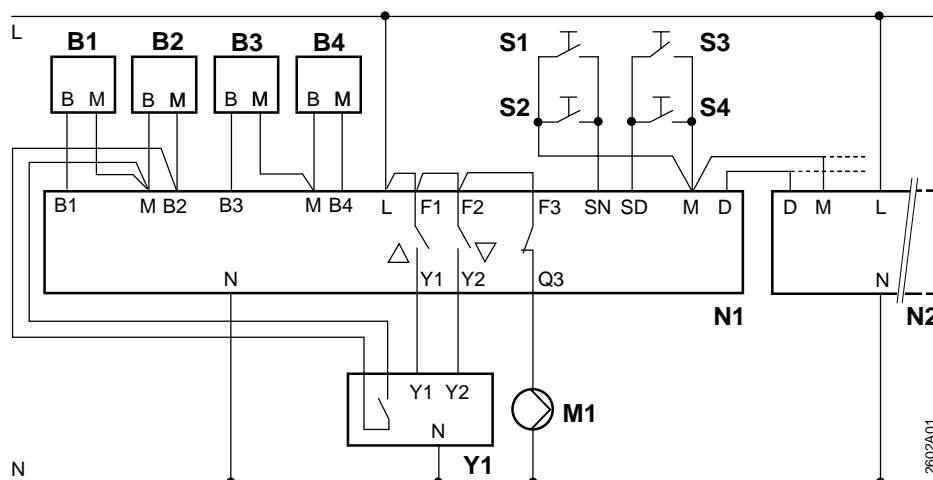 L
B1 B2 B3 B4 S1 S3
B M B M B M B M
S2 S4
B1 M B2 B3 M B4 L F1 F2 F3 SN SD M D D M L
N Y1 Y2 Q3 N
N1 N2
Y1 Y2 M1
N
Y1
N
2602A01